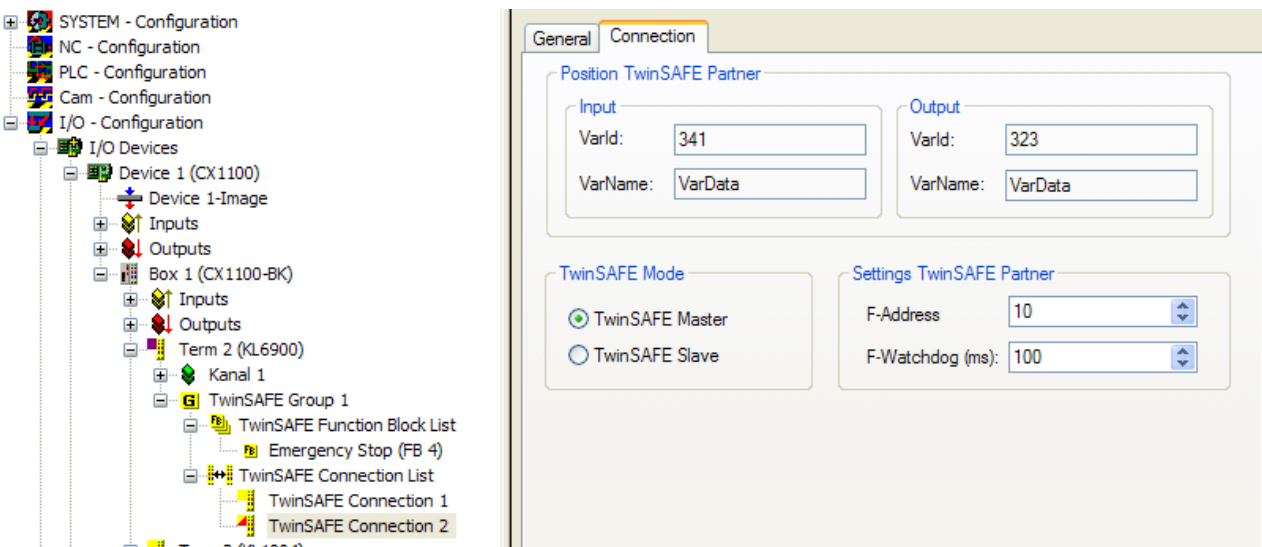 SYSTEM - Configuration
NC - Configuration
PLC - Configuration
Cam - Configuration
I/O - Configuration
I/O Devices
Device 1 (CX1100)
Device 1-Image
Inputs
Outputs
Box 1 (CX1100-BK)
Inputs
Outputs
Term 2 (KL6900)
Kanal 1
G TwinSAFE Group 1
FB TwinSAFE Function Block List
FB Emergency Stop (FB 4)
TwinSAFE Connection List
TwinSAFE Connection 1
TwinSAFE Connection 2
General Connection
Position TwinSAFE Partner
Input Output
VarId: 341 VarId: 323
VarName: VarData VarName: VarData
TwinSAFE Mode Settings TwinSAFE Partner
TwinSAFE Master F-Address 10
TwinSAFE Slave F-Watchdog (ms): 100